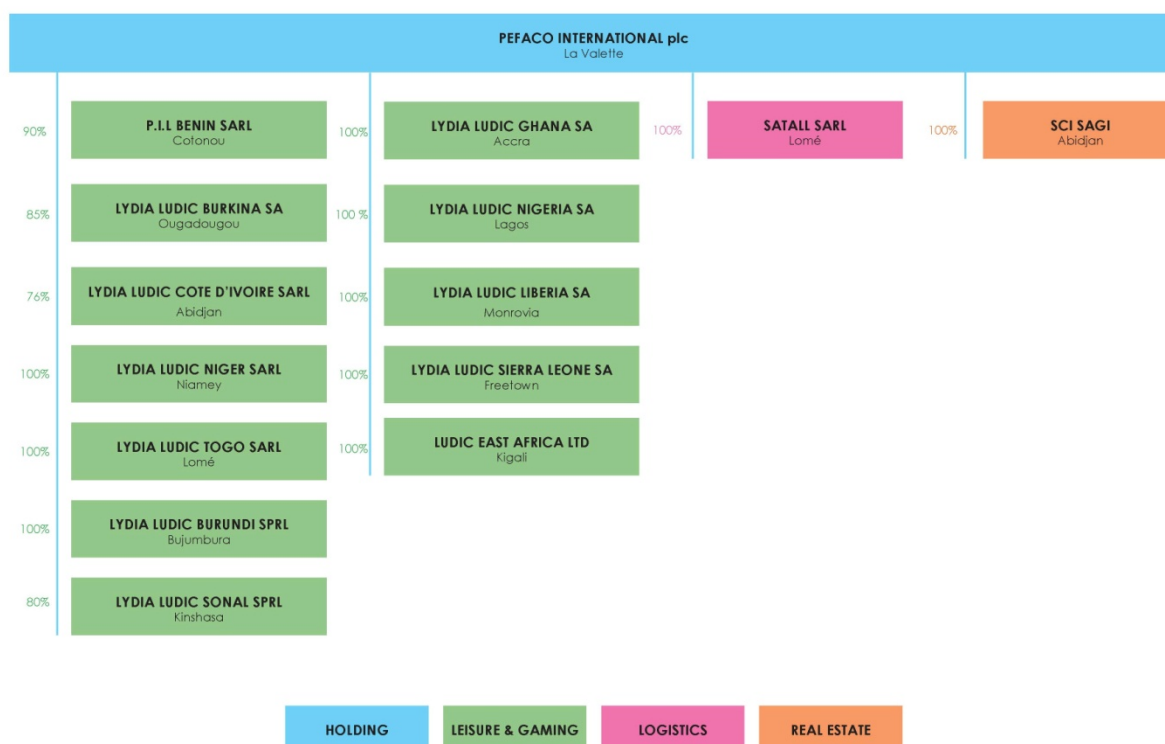 PEFACO INTERNATIONAL plc
La Valette
90%
P.I.L BENIN SARL
Cotonou
85%
LYDIA LUDIC BURKINA SA
Ougadougou
76%
LYDIA LUDIC COTE D'IVOIRE SARL
Abidjan
100%
LYDIA LUDIC NIGER SARL
Niamey
100%
LYDIA LUDIC TOGO SARL
Lomé
100%
LYDIA LUDIC BURUNDI SPRL
Bujumbura
80%
LYDIA LUDIC SONAL SPRL
Kinshasa
100%
LYDIA LUDIC GHANA SA
Accra
100 %
LYDIA LUDIC NIGERIA SA
Lagos
100%
LYDIA LUDIC LIBERIA SA
Monrovia
100%
LYDIA LUDIC SIERRA LEONE SA
Freetown
100%
LUDIC EAST AFRICA LTD
Kigali
100%
SATALL SARL
Lomé
100%
SCI SAGI
Abidjan
HOLDING
LEISURE & GAMING
LOGISTICS
REAL ESTATE